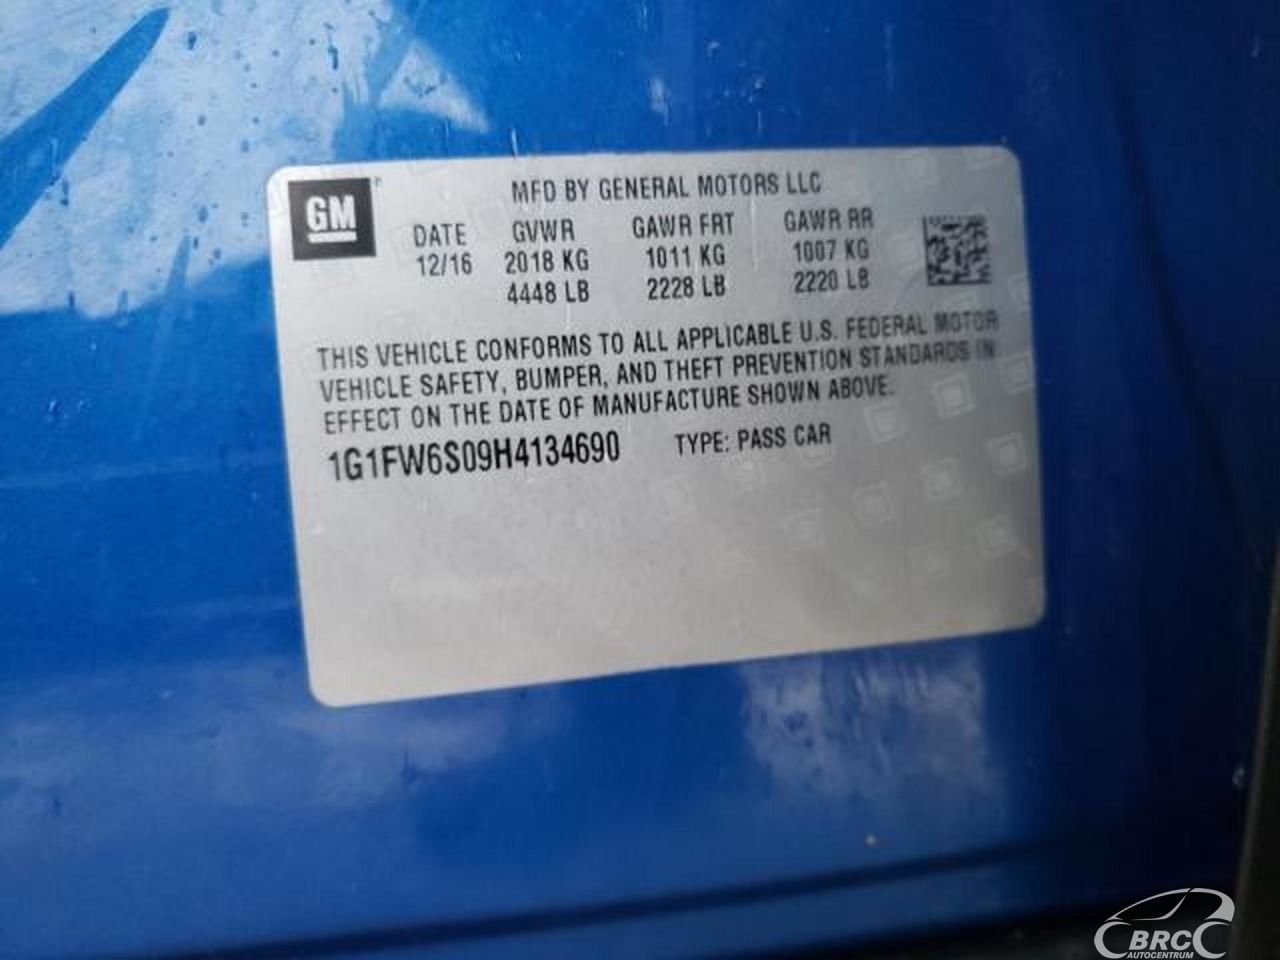 GM
MFD BY GENERAL MOTORS LLC
DATE GVWR GAWR FRT GAWR RR
12/16 2018 KG 1011 KG 1007 KG
4448 LB 2228 LB 2220 LB
THIS VEHICLE CONFORMS TO ALL APPLICABLE U.S. FEDERAL MOTOR
VEHICLE SAFETY, BUMPER, AND THEFT PREVENTION STANDARDS IN
EFFECT ON THE DATE OF MANUFACTURE SHOWN ABOVE.
1G1FW6S09H4134690 TYPE: PASS CAR
BRC
AUTOCENTRUM